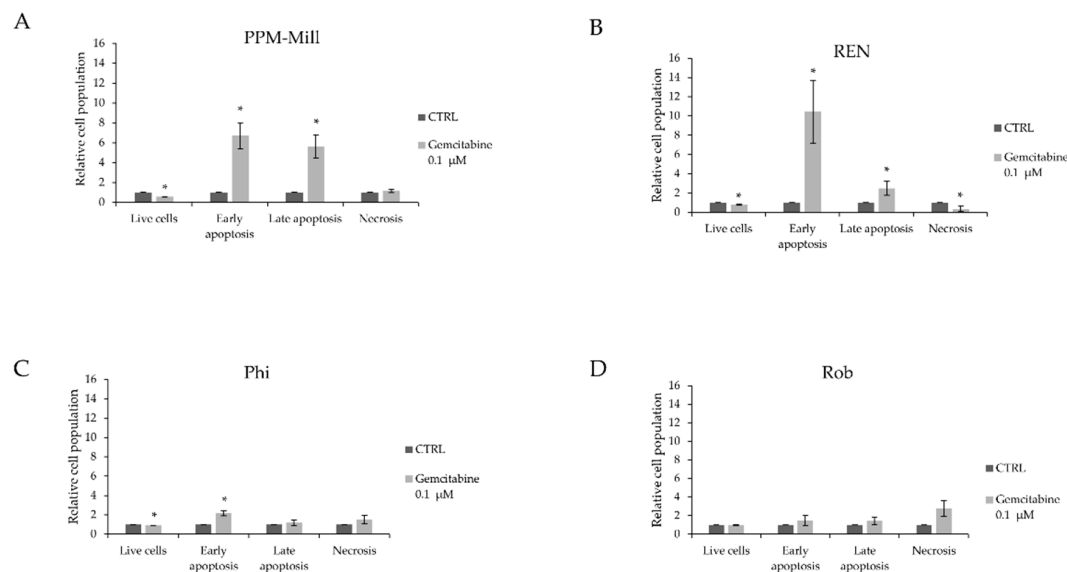 A
PPM-Mill
Relative cell population
16
14
12
10
8
6
4
2
0
*
*
*
Live cells
Early
apoptosis
Late apoptosis
Necrosis
CTRL
Gemcitabine
0.1 μM
B
REN
Relative cell population
16
14
12
10
8
6
4
2
0
*
*
*
*
Live cells
Early
apoptosis
Late apoptosis
Necrosis
CTRL
Gemcitabine
0.1 μM
C
Phi
Relative cell population
16
14
12
10
8
6
4
2
0
*
*
Live cells
Early
apoptosis
Late
apoptosis
Necrosis
CTRL
Gemcitabine
0.1 μM
D
Rob
Relative cell population
16
14
12
10
8
6
4
2
0
Live cells
Early
apoptosis
Late
apoptosis
Necrosis
CTRL
Gemcitabine
0.1 μM